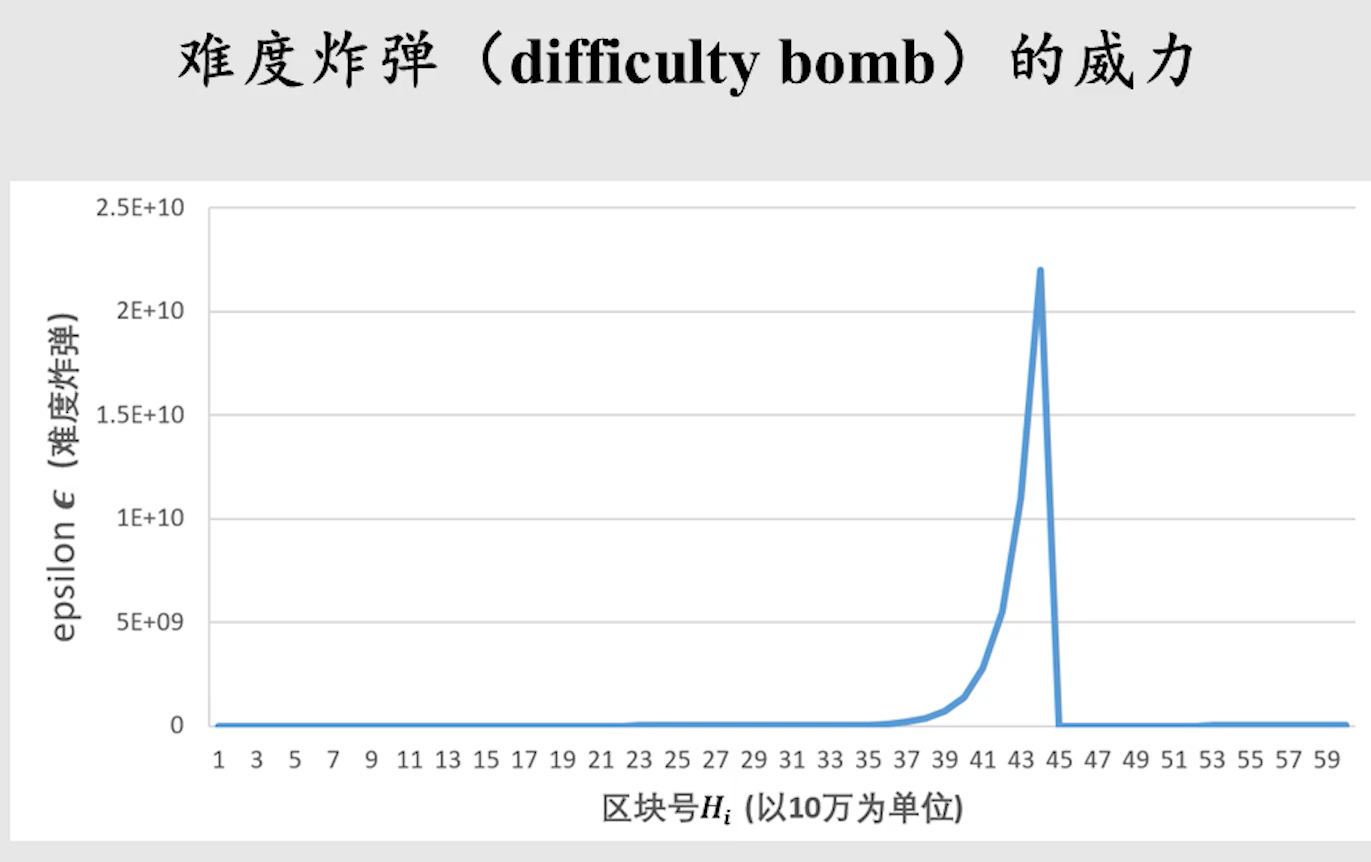 难度炸弹（difficulty bomb）的威力
2.5E+10
2E+10
1.5E+10
1E+10
5E+09
0
epsilon ϵ (难度炸弹)
1 3 5 7 9 11 13 15 17 19 21 23 25 27 29 31 33 35 37 39 41 43 45 47 49 51 53 55 57 59
区块号Hᵢ (以10万为单位)